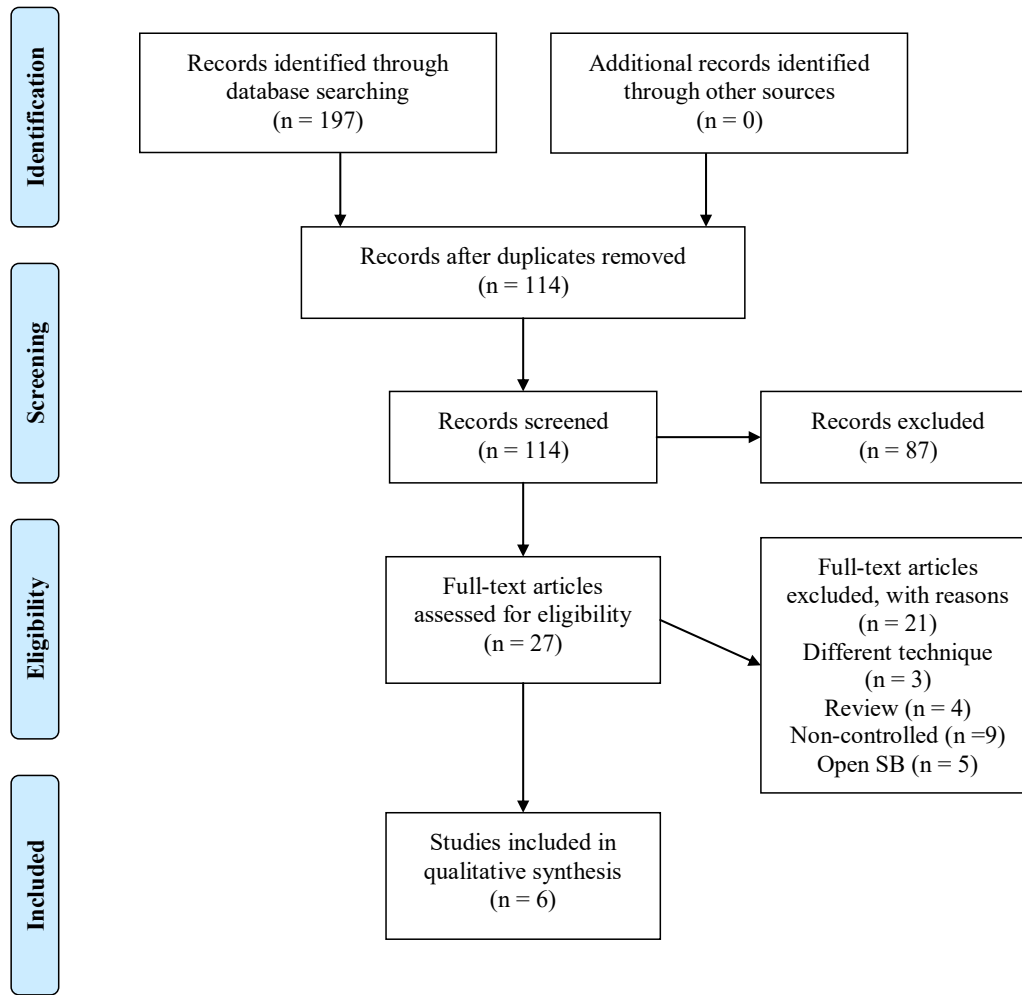 Identification
Records identified through
database searching
(n = 197)
Additional records identified
through other sources
(n = 0)
Records after duplicates removed
(n = 114)
Screening
Records screened
(n = 114)
Records excluded
(n = 87)
Eligibility
Full-text articles
assessed for eligibility
(n = 27)
Full-text articles
excluded, with reasons
(n = 21)
Different technique
(n = 3)
Review (n = 4)
Non-controlled (n =9)
Open SB (n = 5)
Included
Studies included in
qualitative synthesis
(n = 6)